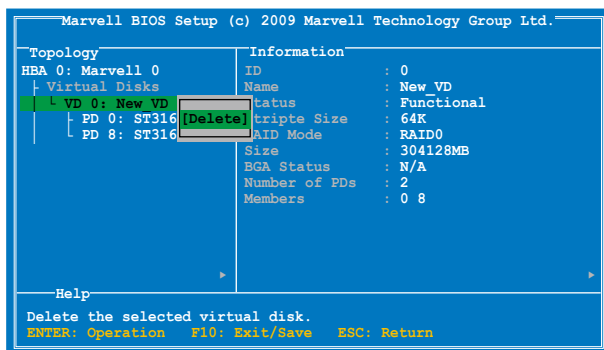 Marvell BIOS Setup (c) 2009 Marvell Technology Group Ltd.
Topology
HBA 0: Marvell 0
Virtual Disks
VD 0: New_VD
PD 0: ST316
PD 8: ST316
[Delete]
Information
ID : 0
Name : New_VD
tatus : Functional
tripte Size : 64K
AID Mode : RAID0
Size : 304128MB
BGA Status : N/A
Number of PDs : 2
Members : 0 8
Help
Delete the selected virtual disk.
ENTER: Operation F10: Exit/Save ESC: Return